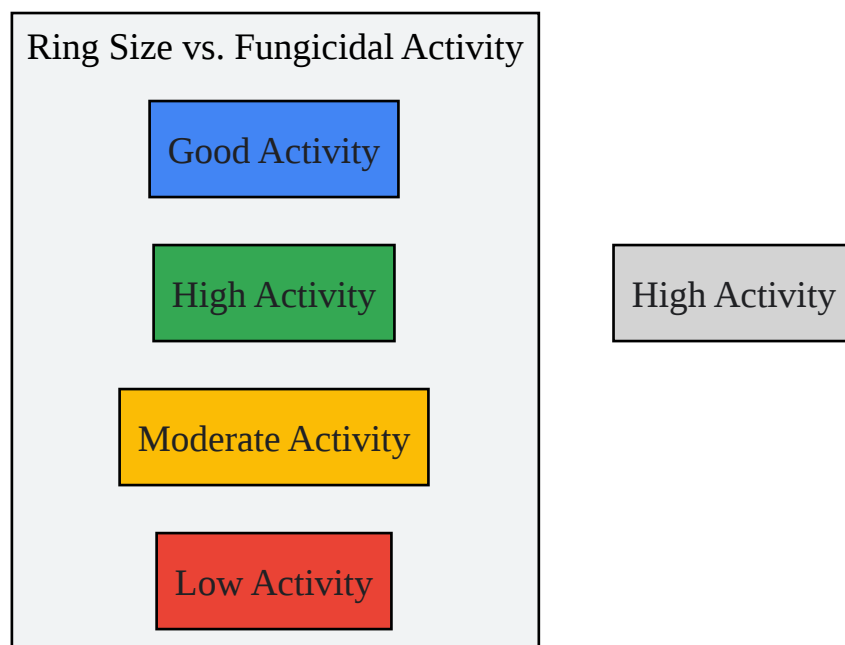 Ring Size vs. Fungicidal Activity
Good Activity
High Activity
High Activity
Moderate Activity
Low Activity